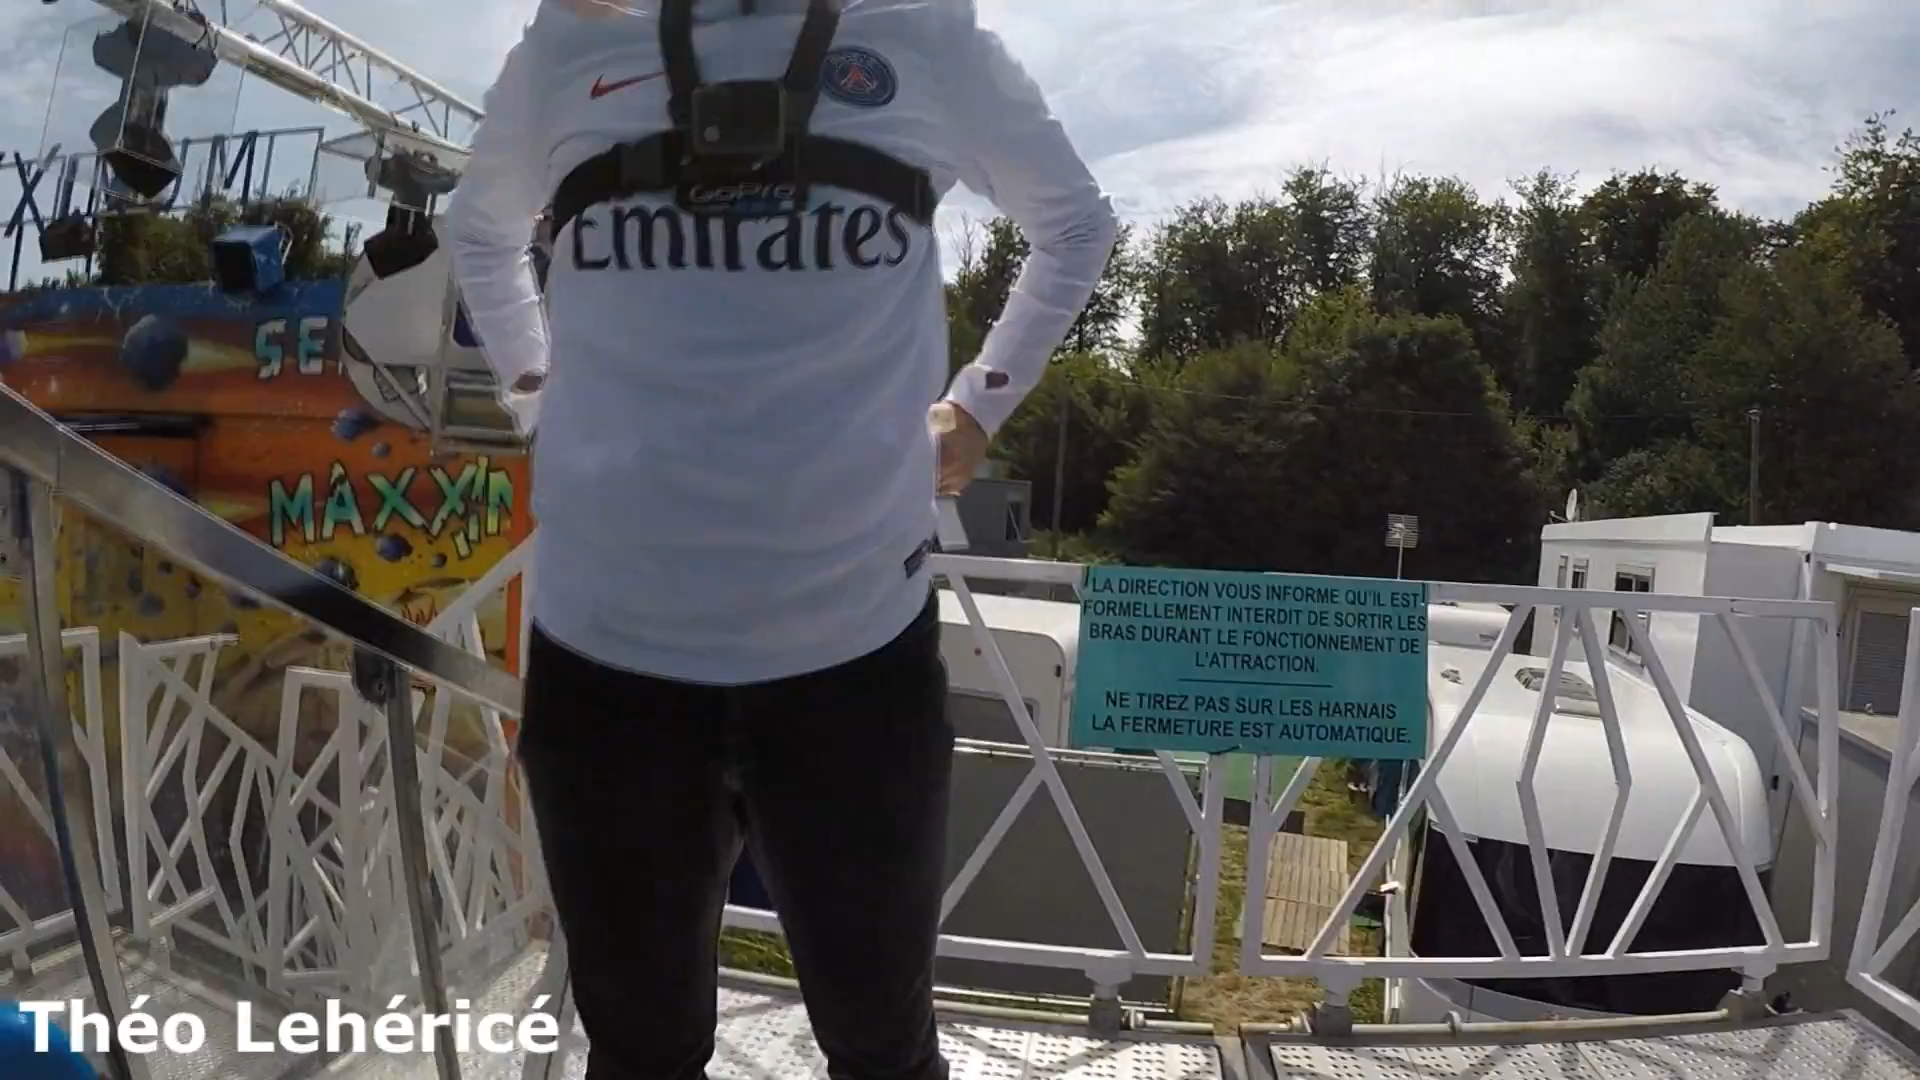 GoPro
Emirates
MAXXIM
LA DIRECTION VOUS INFORME QU'IL EST
FORMELLEMENT INTERDIT DE SORTIR LES
BRAS DURANT LE FONCTIONNEMENT DE
L'ATTRACTION.
NE TIREZ PAS SUR LES HARNAIS
LA FERMETURE EST AUTOMATIQUE.
Théo Lehéricé